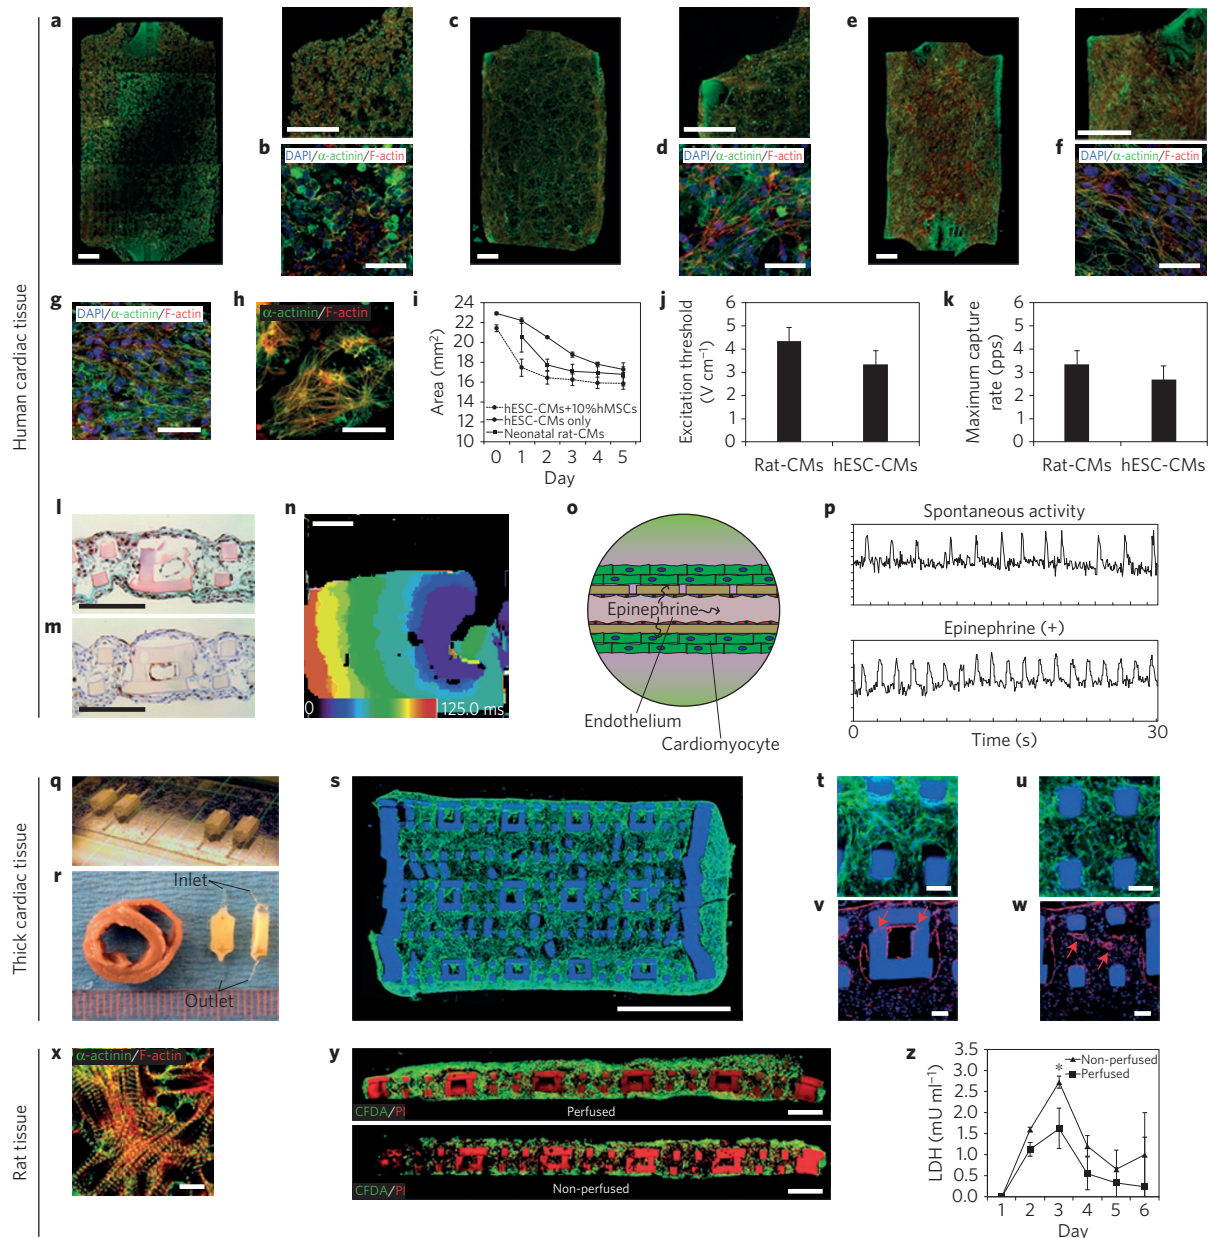 Human cardiac tissue
a
b
DAPI/α-actinin/F-actin
c
d
DAPI/α-actinin/F-actin
e
f
DAPI/α-actinin/F-actin
g
DAPI/α-actinin/F-actin
h
α-actinin/F-actin
i
Area (mm²)
24
22
20
18
16
14
12
10
hESC-CMs+10%hMSCs
hESC-CMs only
Neonatal rat-CMs
0 1 2 3 4 5
Day
j
Excitation threshold
(V cm⁻¹)
6
5
4
3
2
1
0
Rat-CMs hESC-CMs
k
Maximum capture
rate (pps)
6
5
4
3
2
1
0
Rat-CMs hESC-CMs
l
m
n
0 125.0 ms
o
Epinephrine
Endothelium
Cardiomyocyte
p
Spontaneous activity
Epinephrine (+)
0 30
Time (s)
Thick cardiac tissue
q
r
Inlet
Outlet
s
t
u
v
w
Rat tissue
x
α-actinin/F-actin
y
CFDA/PI
Perfused
CFDA/PI
Non-perfused
z
LDH (mU ml⁻¹)
3.5
3.0
2.5
2.0
1.5
1.0
0.5
0.0
*
Non-perfused
Perfused
1 2 3 4 5 6
Day